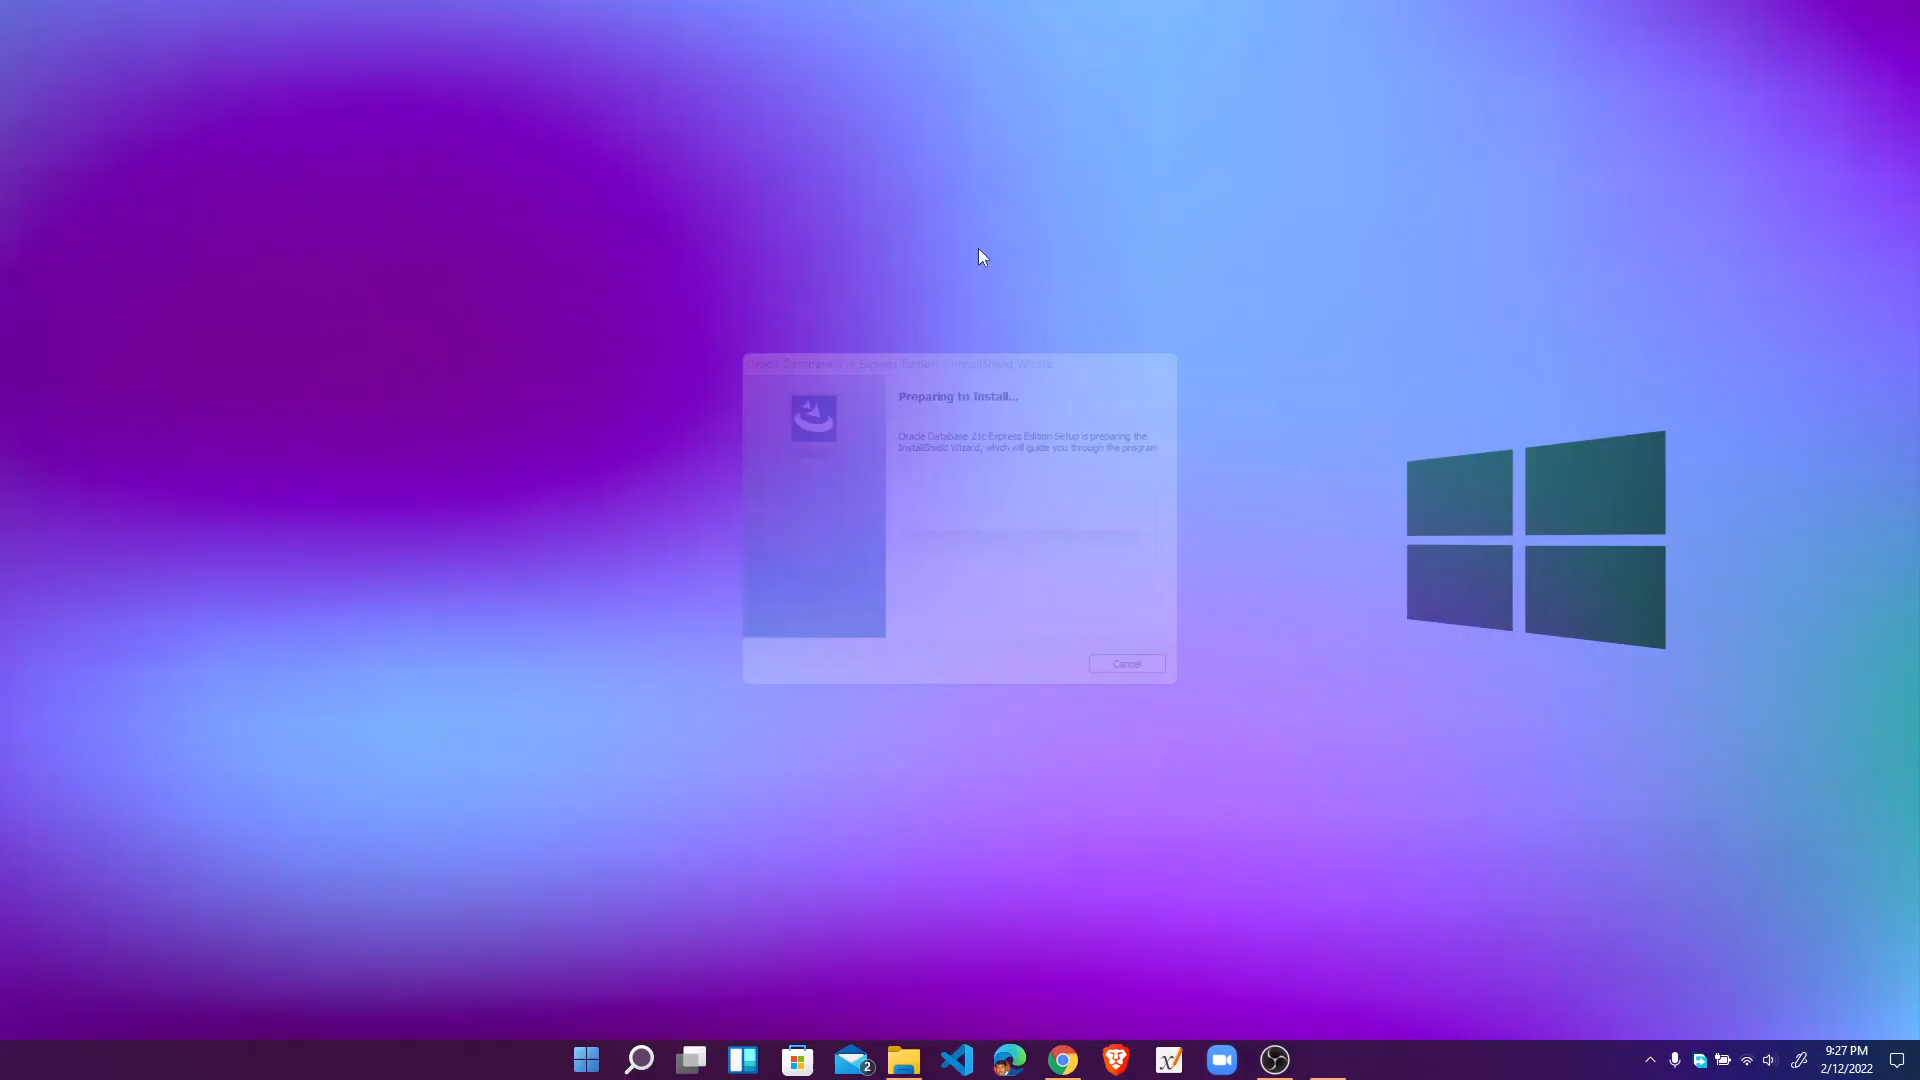 Oracle Database 21c Express Edition - InstallShield Wizard
Preparing to Install...
Oracle Database 21c Express Edition Setup is preparing the
InstallShield Wizard, which will guide you through the program
Cancel
2
9:27 PM
2/12/2022